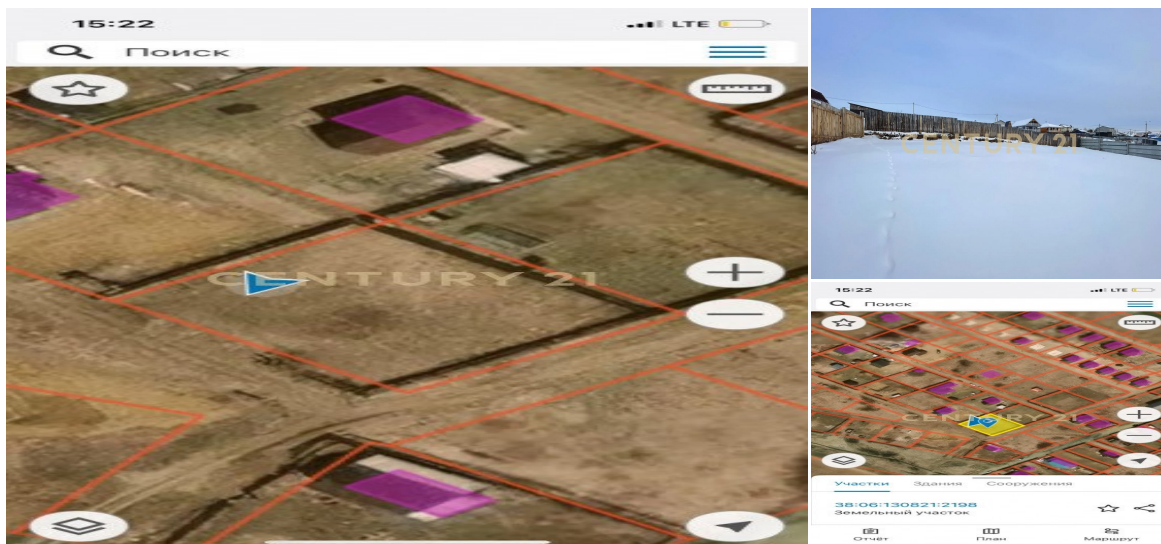 15:22
LTE
Поиск
CENTURY 21
CENTURY 21
15:22
LTE
Поиск
CENTURY 21
Участки Здания Сооружения
38:06:130821:2198
Земельный участок
Отчёт План Маршрут